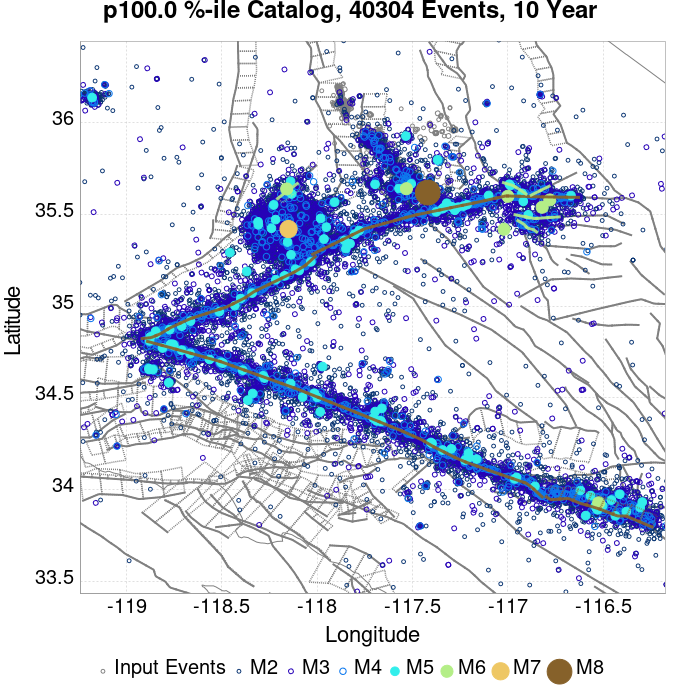 p100.0 %-ile Catalog, 40304 Events, 10 Year
36
35.5
35
34.5
34
33.5
Latitude
-119 -118.5 -118 -117.5 -117 -116.5
Longitude
Input Events M2 M3 M4 M5 M6 M7 M8